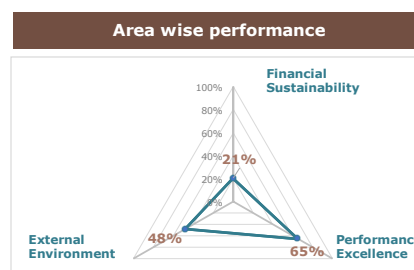 Area wise performance
Financial
Sustainability
100%
80%
60%
40%
21%
20%
0%
External
Environment
48%
65%
Performanc
Excellence